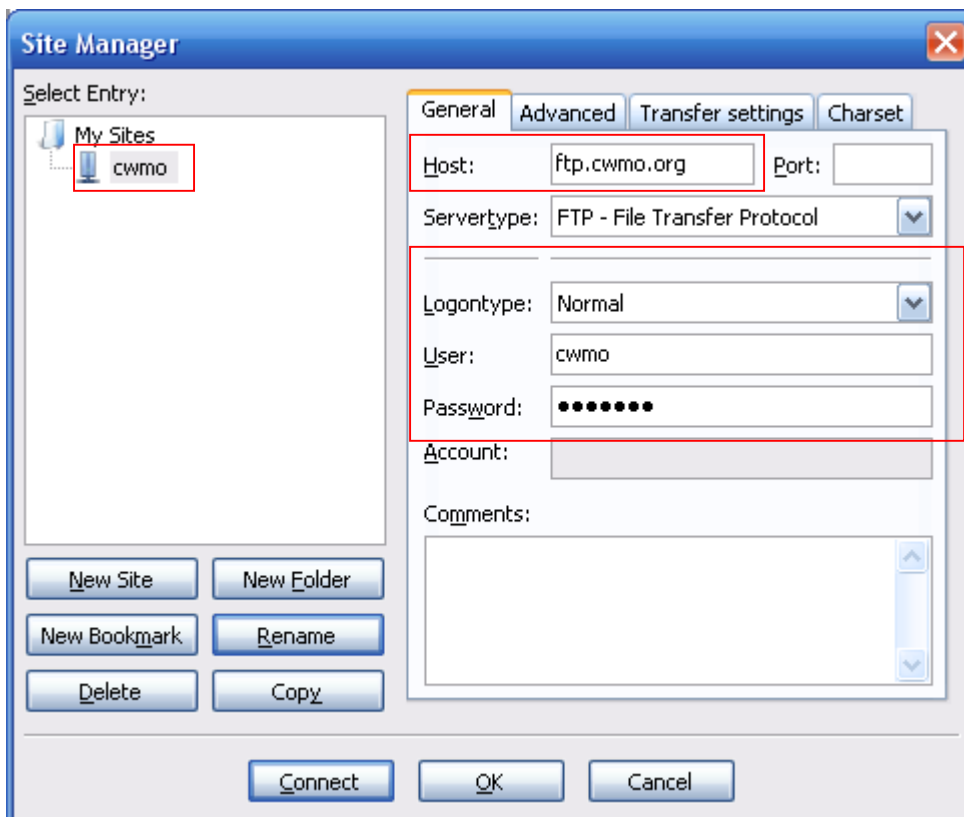 Site Manager
Select Entry:
My Sites
cwmo
New Site
New Folder
New Bookmark
Rename
Delete
Copy
General
Advanced
Transfer settings
Charset
Host:
ftp.cwmo.org
Port:
Servertype:
FTP - File Transfer Protocol
Logontype:
Normal
User:
cwmo
Password:
●●●●●●●
Account:
Comments:
Connect
OK
Cancel